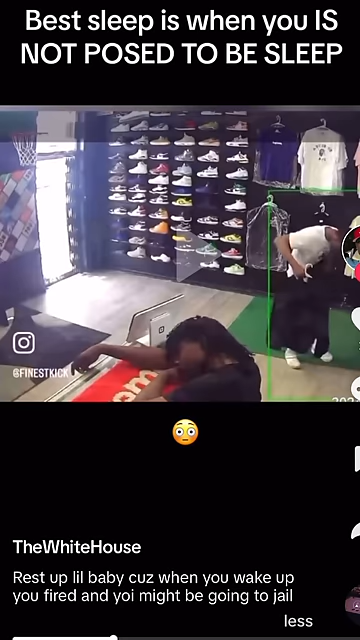 Best sleep is when you IS
NOT POSED TO BE SLEEP
@FINESTKICK
TheWhiteHouse
Rest up lil baby cuz when you wake up
you fired and yoi might be going to jail
less